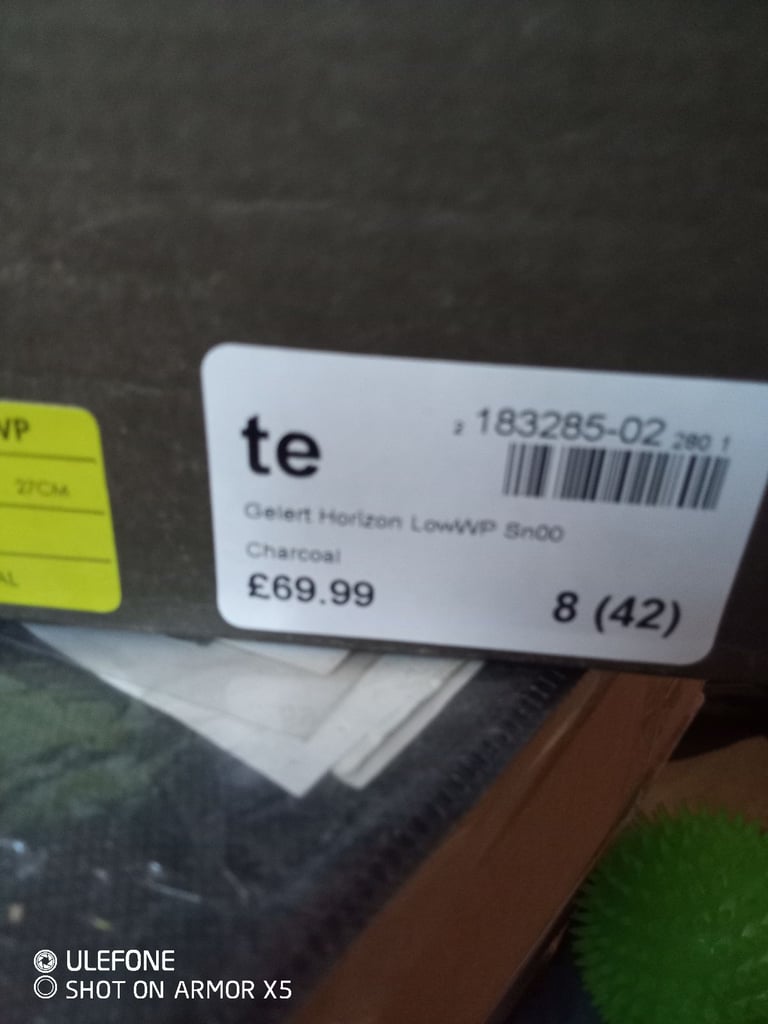 WP
27CM
AL
te
2 183285-02 280 1
Gelert Horizon LowWP Sn00
Charcoal
£69.99
8 (42)
ULEFONE
SHOT ON ARMOR X5